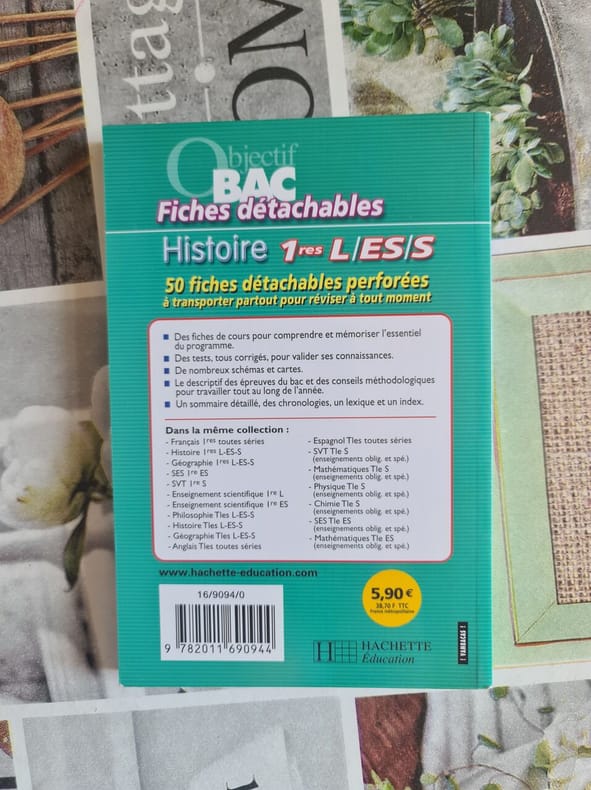 ttag
OM
Objectif
BAC
Fiches détachables
Histoire 1res L/ES/S
50 fiches détachables perforées
à transporter partout pour réviser à tout moment
■ Des fiches de cours pour comprendre et mémoriser l'essentiel
du programme.
■ Des tests, tous corrigés, pour valider ses connaissances.
■ De nombreux schémas et cartes.
■ Le descriptif des épreuves du bac et des conseils méthodologiques
pour travailler tout au long de l'année.
■ Un sommaire détaillé, des chronologies, un lexique et un index.
Dans la même collection :
- Français 1res toutes séries
- Histoire 1res L-ES-S
- Géographie 1res L-ES-S
- SES 1re ES
- SVT 1re S
- Enseignement scientifique 1re L
- Enseignement scientifique 1re ES
- Philosophie Tles L-ES-S
- Histoire Tles L-ES-S
- Géographie Tles L-ES-S
- Anglais Tles toutes séries
- Espagnol Tles toutes séries
- SVT Tle S
(enseignements oblig. et spé.)
- Mathématiques Tle S
(enseignements oblig. et spé.)
- Physique Tle S
(enseignements oblig. et spé.)
- Chimie Tle S
(enseignements oblig. et spé.)
- SES Tle ES
(enseignements oblig. et spé.)
- Mathématiques Tle ES
(enseignements oblig. et spé.)
www.hachette-education.com
16/9094/0
9 782011 690944
5,90 €
38,70 F TTC
France métropolitaine
HACHETTE
Éducation
! YARRACAS !